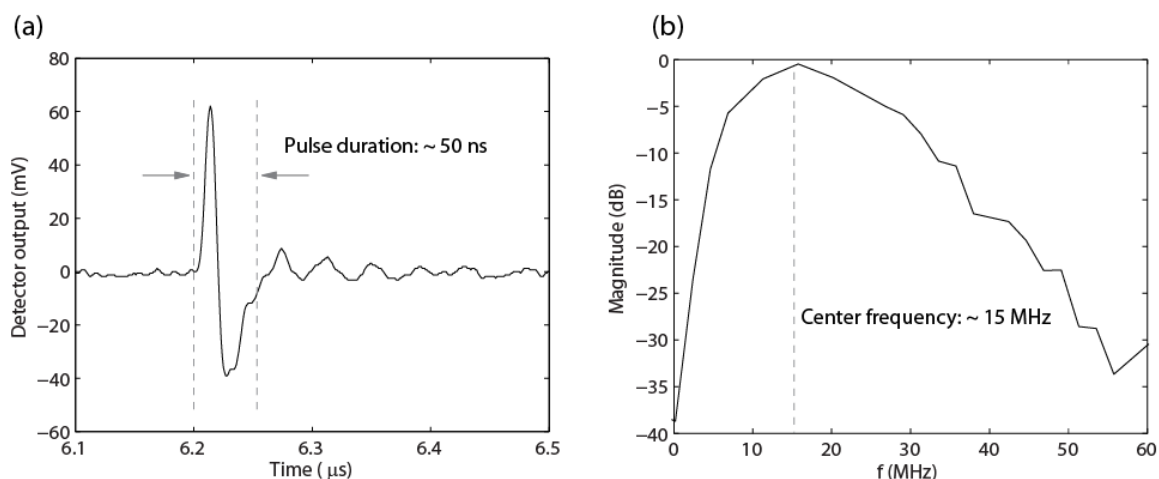 (a)
80
60
40
20
0
−20
−40
−60
Detector output (mV)
Pulse duration: ~ 50 ns
6.1 6.2 6.3 6.4 6.5
Time ( μs)
(b)
0
−5
−10
−15
−20
−25
−30
−35
−40
Magnitude (dB)
Center frequency: ~ 15 MHz
0 10 20 30 40 50 60
f (MHz)